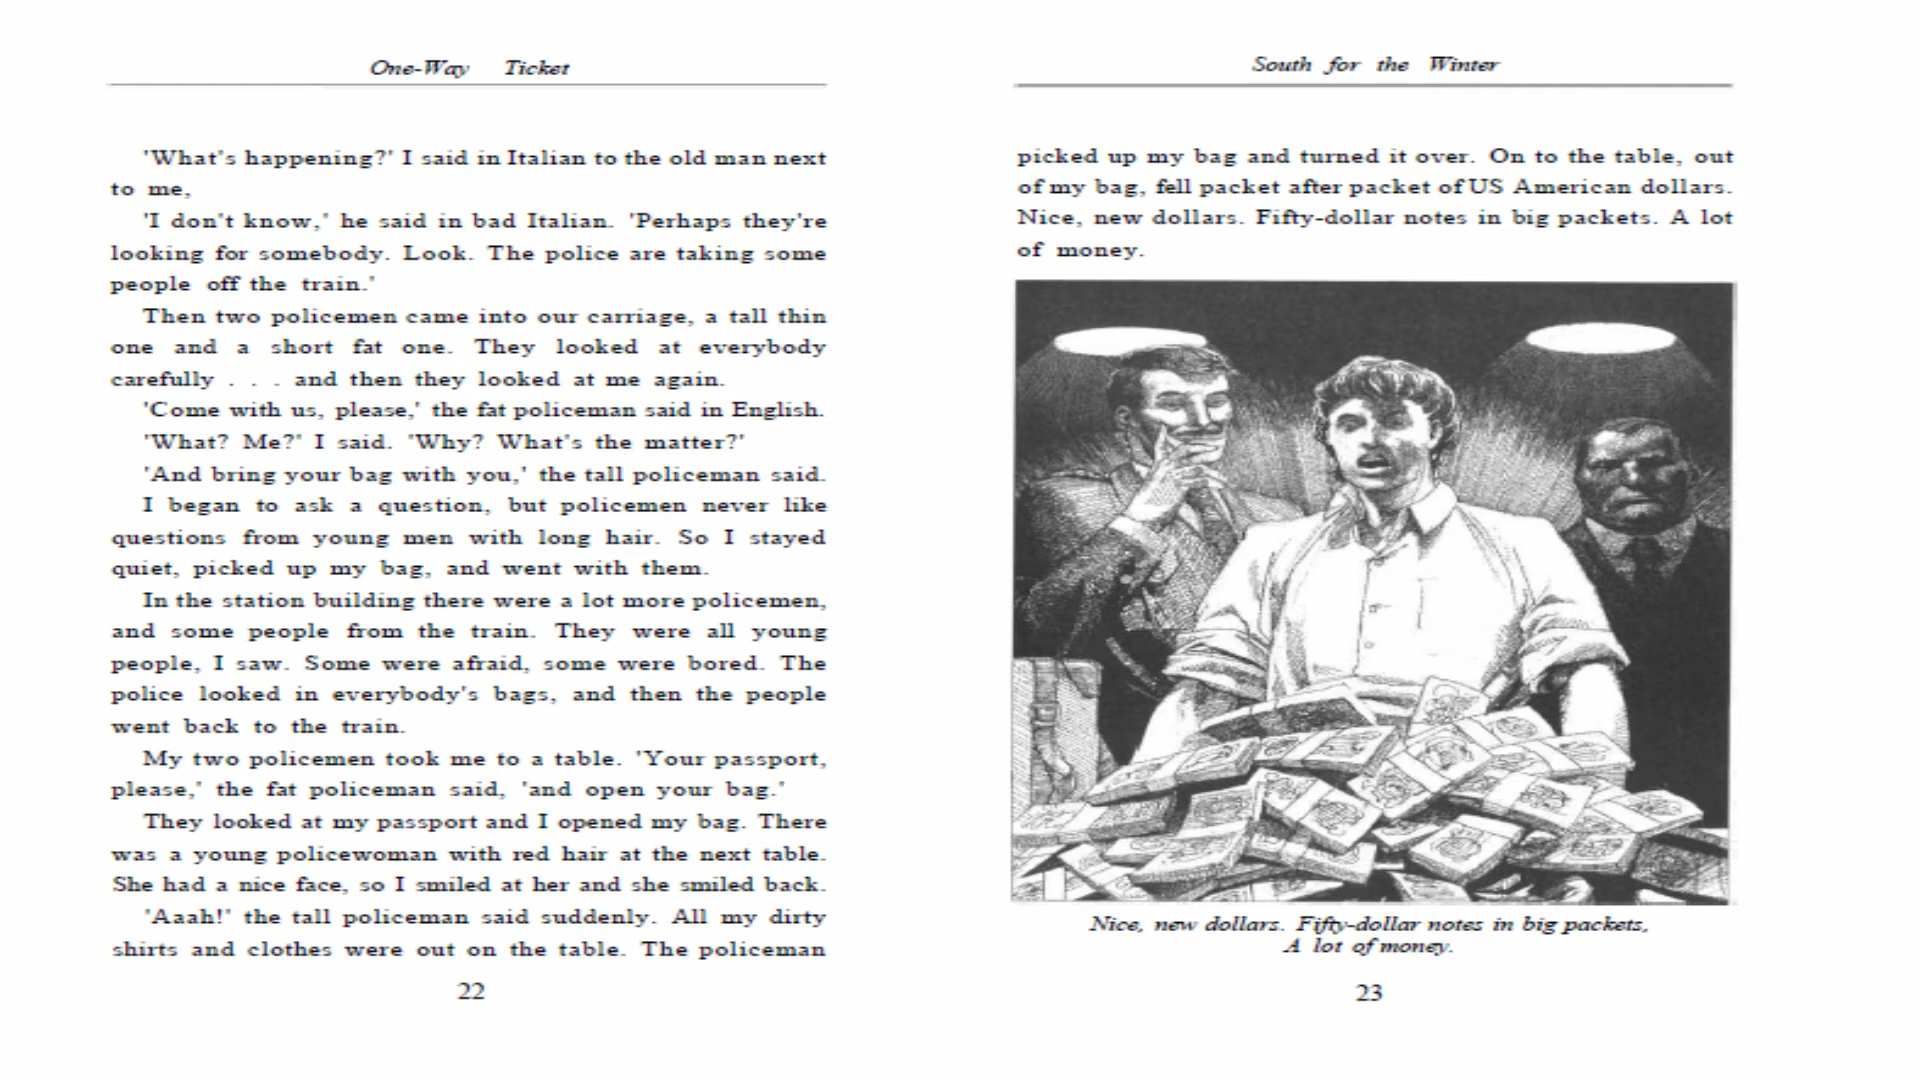 One-Way Ticket
'What's happening?' I said in Italian to the old man next
to me,
'I don't know,' he said in bad Italian. 'Perhaps they're
looking for somebody. Look. The police are taking some
people off the train.'
Then two policemen came into our carriage, a tall thin
one and a short fat one. They looked at everybody
carefully . . . and then they looked at me again.
'Come with us, please,' the fat policeman said in English.
'What? Me?' I said. 'Why? What's the matter?'
'And bring your bag with you,' the tall policeman said.
I began to ask a question, but policemen never like
questions from young men with long hair. So I stayed
quiet, picked up my bag, and went with them.
In the station building there were a lot more policemen,
and some people from the train. They were all young
people, I saw. Some were afraid, some were bored. The
police looked in everybody's bags, and then the people
went back to the train.
My two policemen took me to a table. 'Your passport,
please,' the fat policeman said, 'and open your bag.'
They looked at my passport and I opened my bag. There
was a young policewoman with red hair at the next table.
She had a nice face, so I smiled at her and she smiled back.
'Aaah!' the tall policeman said suddenly. All my dirty
shirts and clothes were out on the table. The policeman
22
South for the Winter
picked up my bag and turned it over. On to the table, out
of my bag, fell packet after packet of US American dollars.
Nice, new dollars. Fifty-dollar notes in big packets. A lot
of money.
Nice, new dollars. Fifty-dollar notes in big packets,
A lot of money.
23